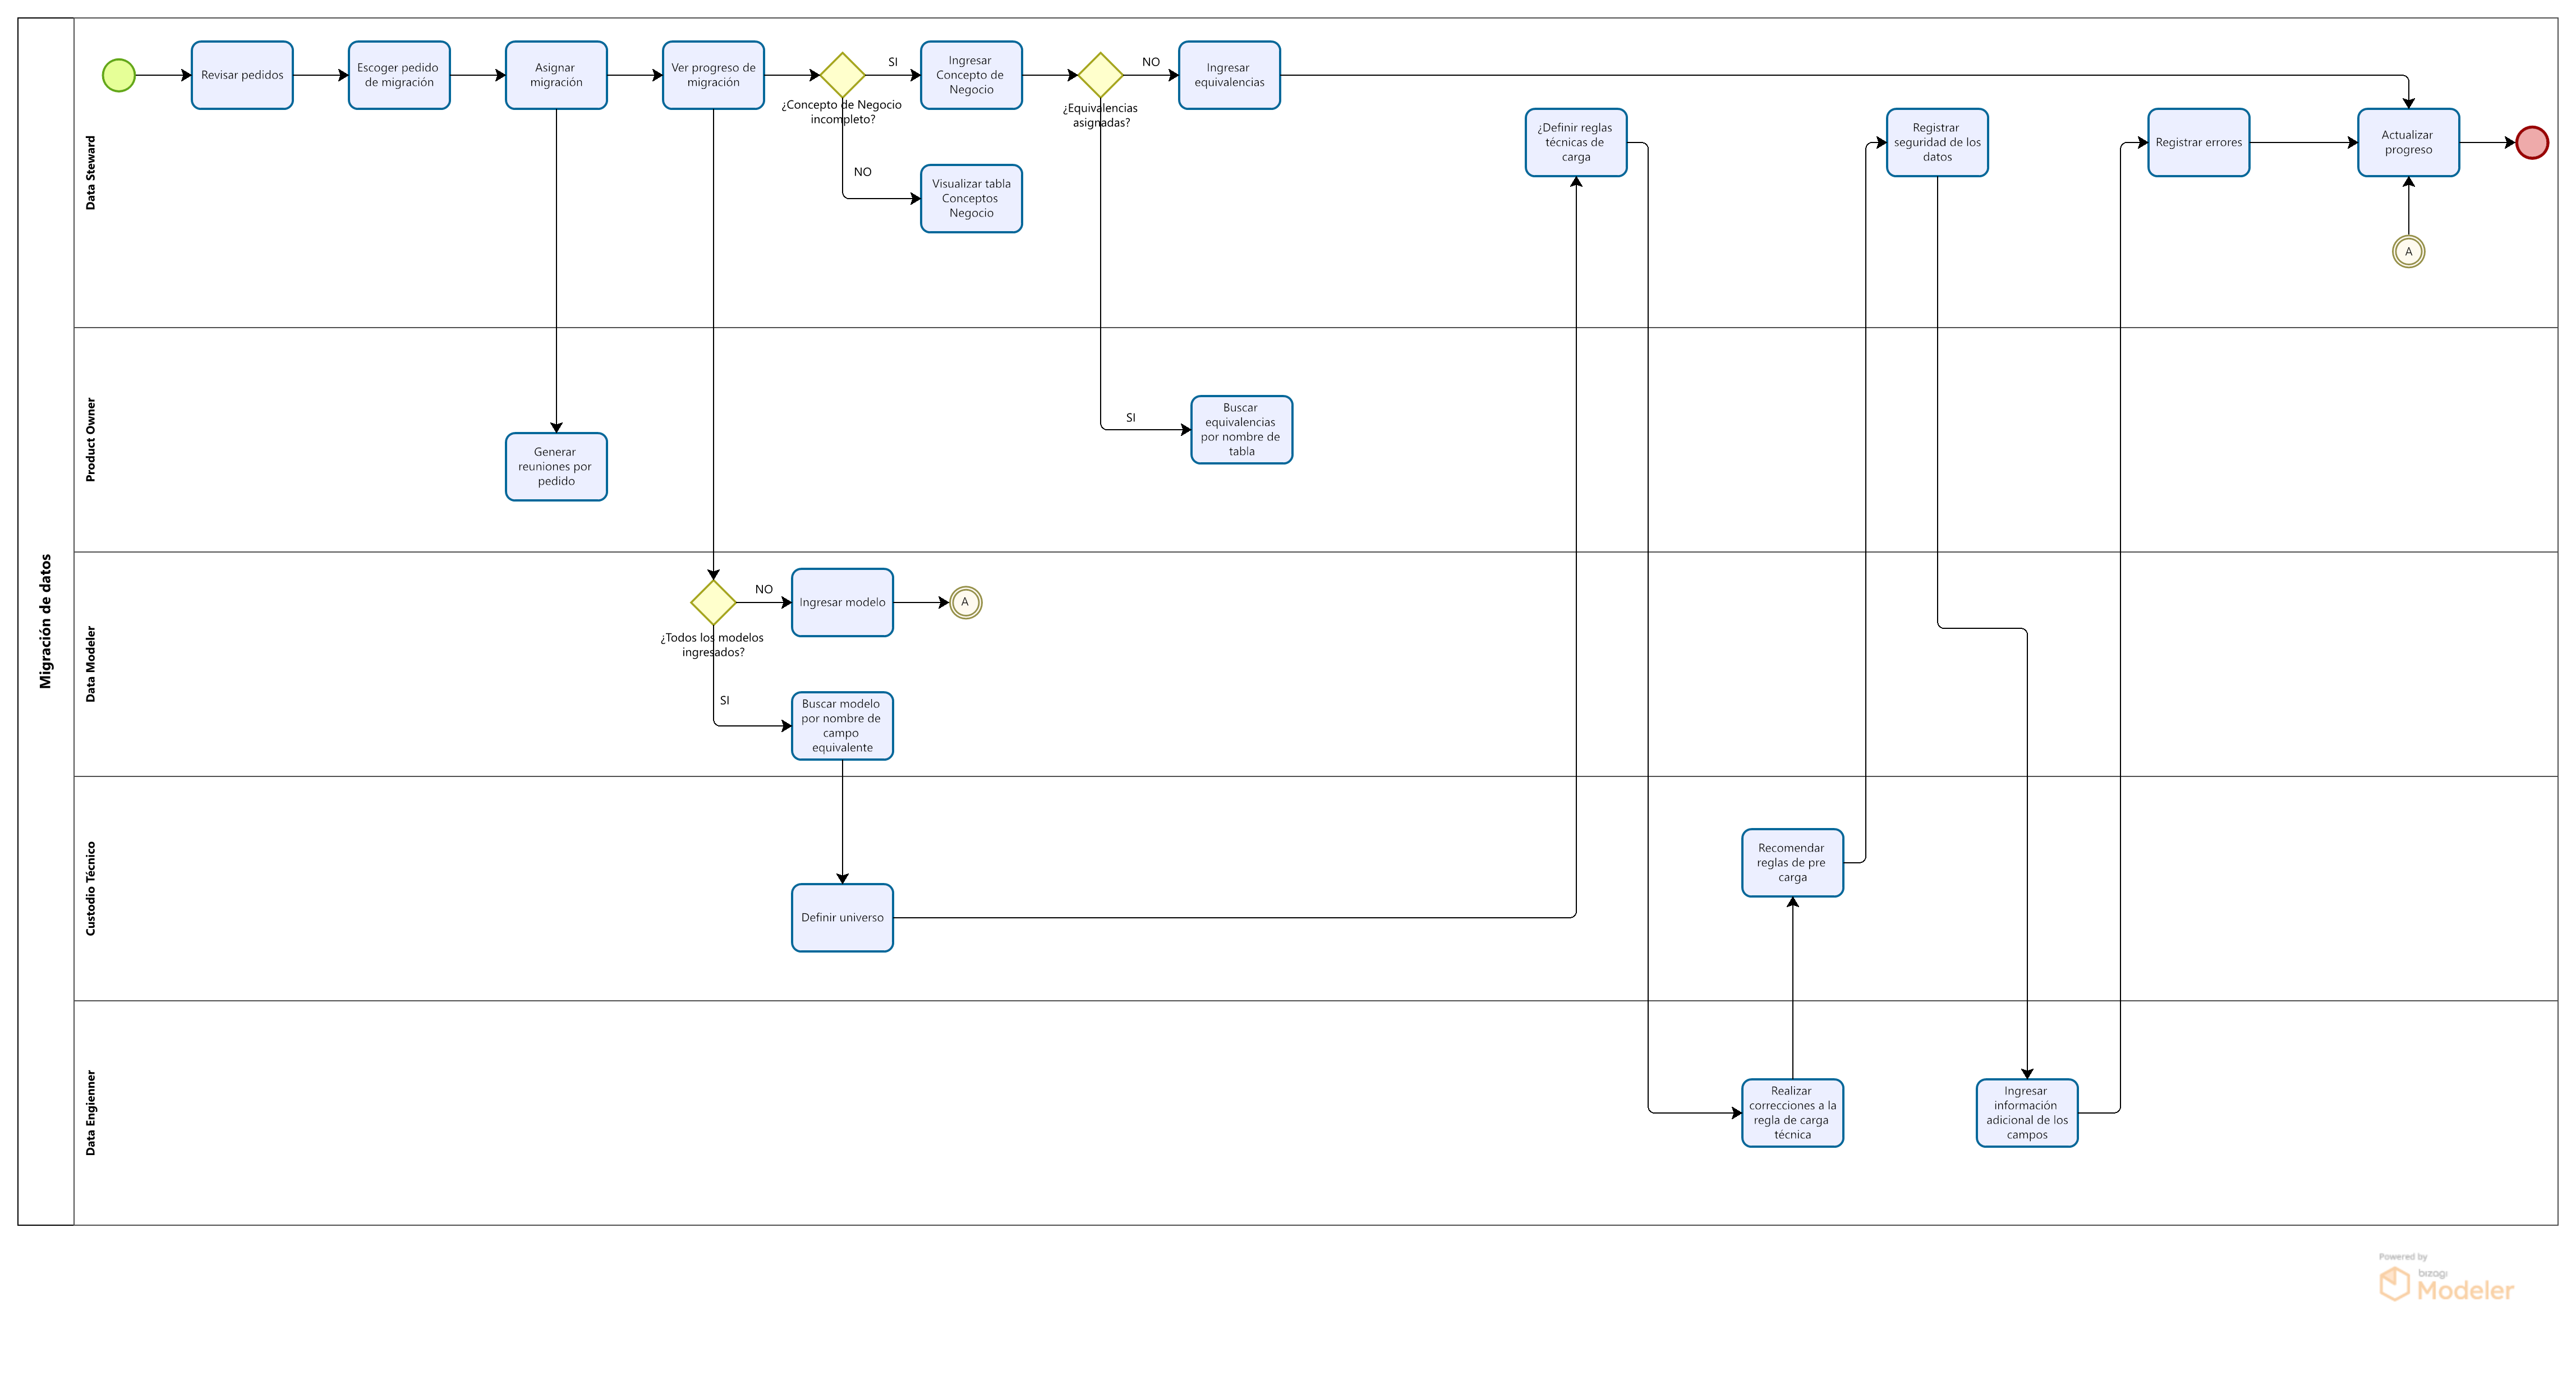 Migración de datos
Data Steward
Revisar pedidos
Escoger pedido
de migración
Asignar
migración
Ver progreso de
migración
¿Concepto de Negocio
incompleto?
SI
NO
Ingresar
Concepto de
Negocio
Visualizar tabla
Conceptos
Negocio
¿Equivalencias
asignadas?
NO
SI
Ingresar
equivalencias
¿Definir reglas
técnicas de
carga
Registrar
seguridad de los
datos
Registrar errores
Actualizar
progreso
A
Product Owner
Generar
reuniones por
pedido
Buscar
equivalencias
por nombre de
tabla
Data Modeler
¿Todos los modelos
ingresados?
NO
SI
Ingresar modelo
A
Buscar modelo
por nombre de
campo
equivalente
Custodio Técnico
Definir universo
Recomendar
reglas de pre
carga
Data Engienner
Realizar
correcciones a la
regla de carga
técnica
Ingresar
información
adicional de los
campos
Powered by
bizagi
Modeler